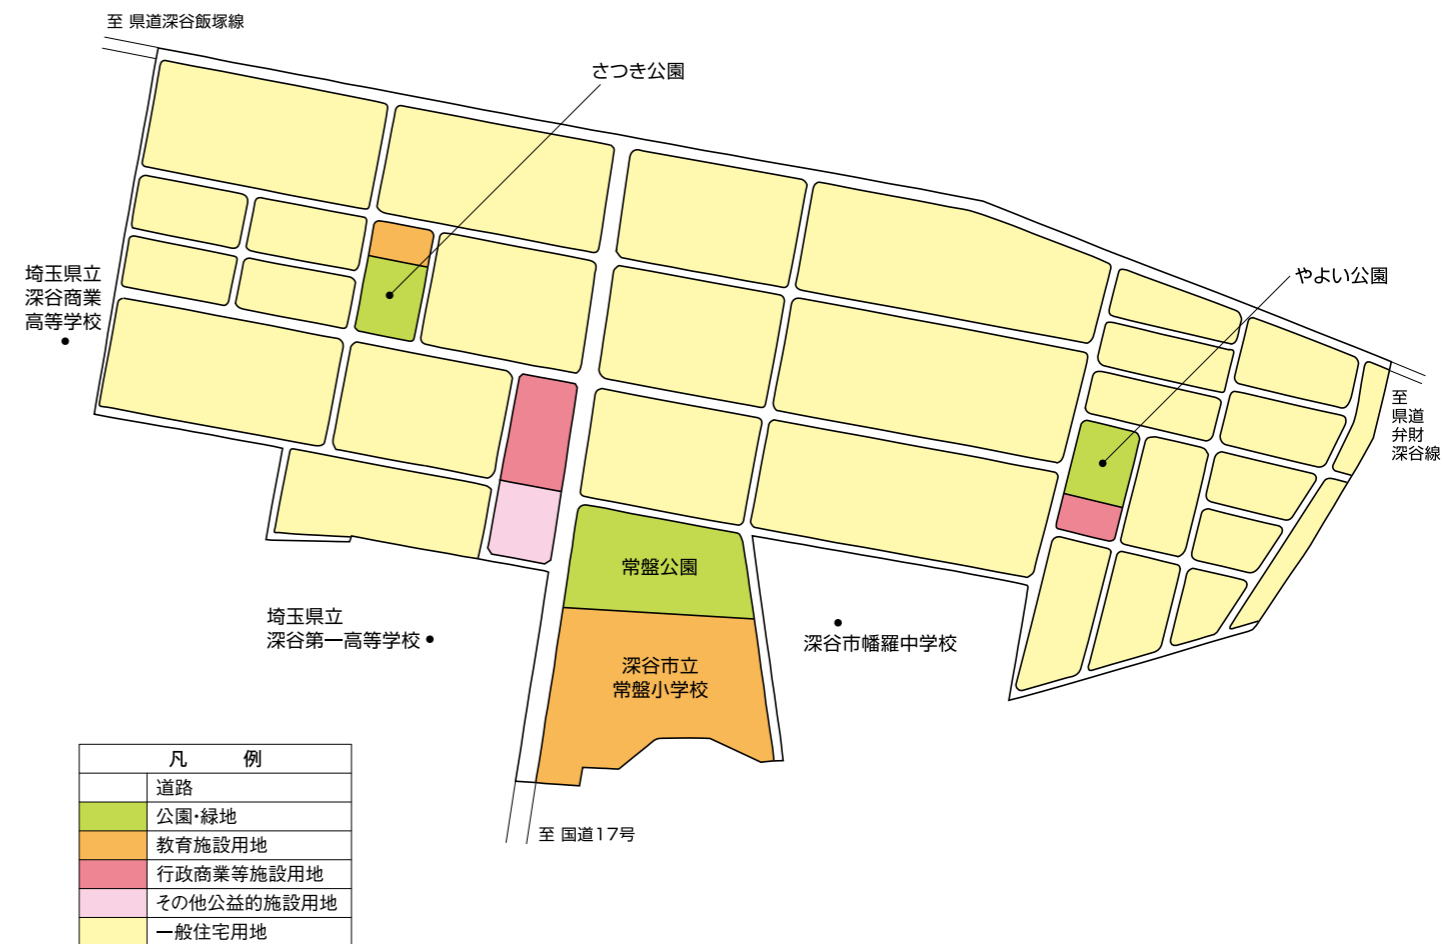 至 県道深谷飯塚線
さつき公園
埼玉県立
深谷商業
高等学校
やよい公園
至
県道
弁財
深谷線
常盤公園
埼玉県立
深谷第一高等学校
深谷市幡羅中学校
深谷市立
常盤小学校
至 国道17号
凡 例
道路
公園・緑地
教育施設用地
行政商業等施設用地
その他公益的施設用地
一般住宅用地